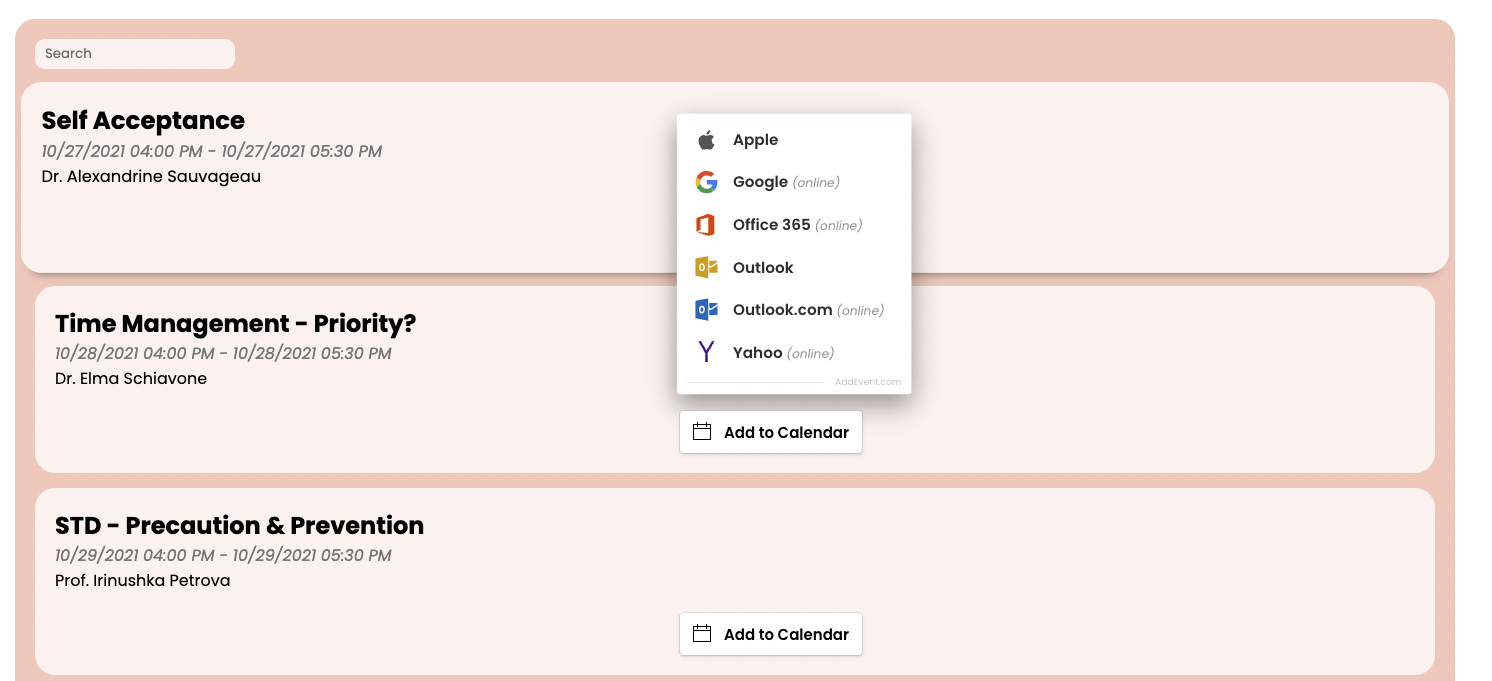 Search
Self Acceptance
10/27/2021 04:00 PM - 10/27/2021 05:30 PM
Dr. Alexandrine Sauvageau
Apple
Google (online)
Office 365 (online)
Outlook
Outlook.com (online)
Yahoo (online)
AddEvent.com
Time Management - Priority?
10/28/2021 04:00 PM - 10/28/2021 05:30 PM
Dr. Elma Schiavone
Add to Calendar
STD - Precaution & Prevention
10/29/2021 04:00 PM - 10/29/2021 05:30 PM
Prof. Irinushka Petrova
Add to Calendar